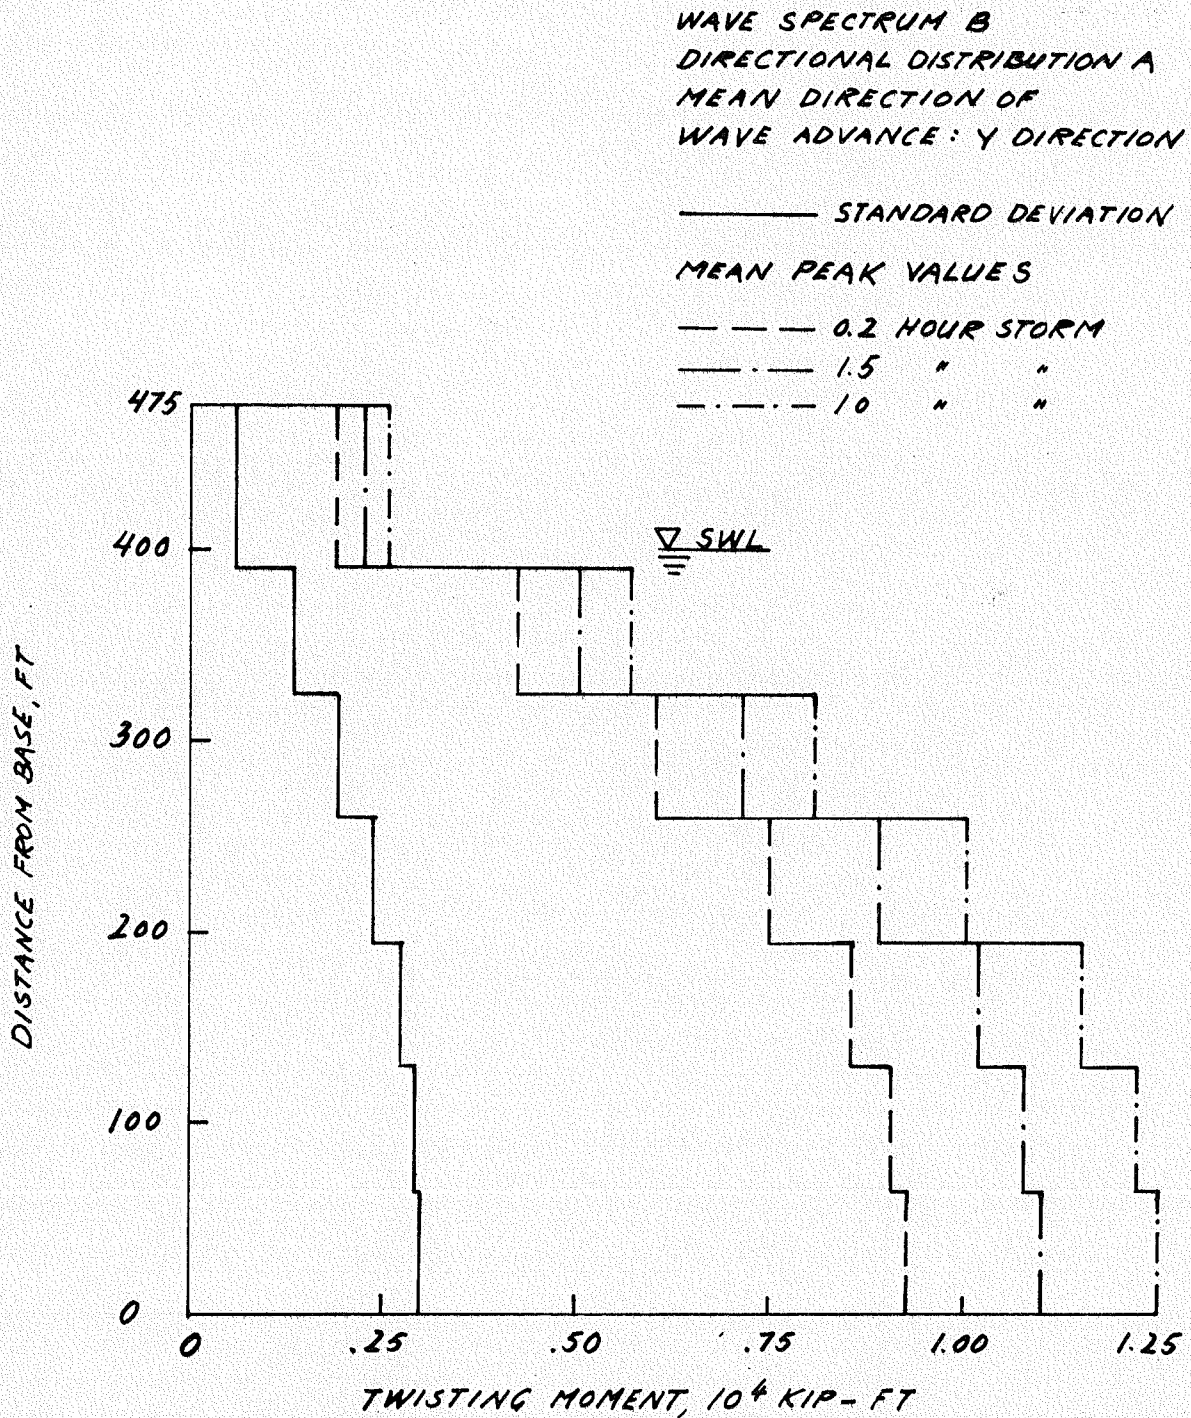 WAVE SPECTRUM B
DIRECTIONAL DISTRIBUTION A
MEAN DIRECTION OF
WAVE ADVANCE: Y DIRECTION
STANDARD DEVIATION
MEAN PEAK VALUES
0.2 HOUR STORM
1.5 " "
10 " "
475
400
SWL
300
200
100
0
DISTANCE FROM BASE, FT
0 .25 .50 .75 1.00 1.25
TWISTING MOMENT, 10⁴ KIP-FT